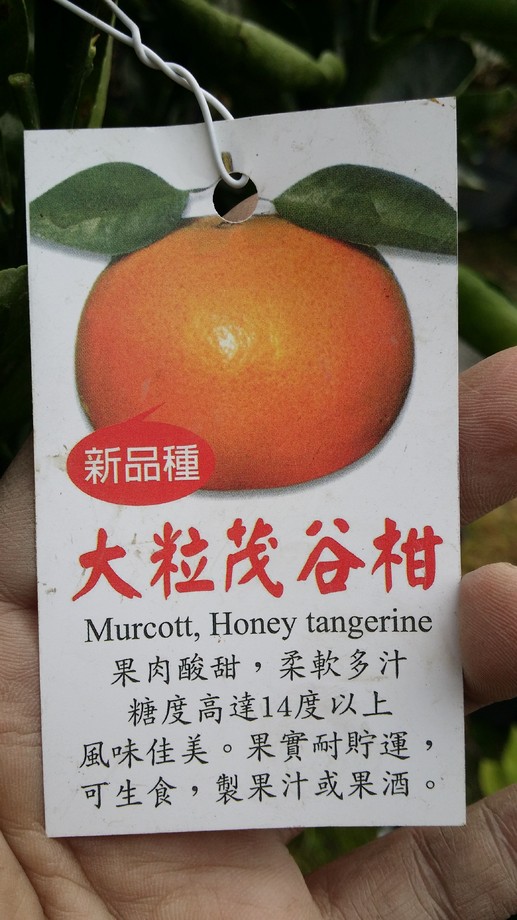 新品種
大粒茂谷柑
Murcott, Honey tangerine
果肉酸甜，柔軟多汁
糖度高達14度以上
風味佳美。果實耐貯運，
可生食，製果汁或果酒。